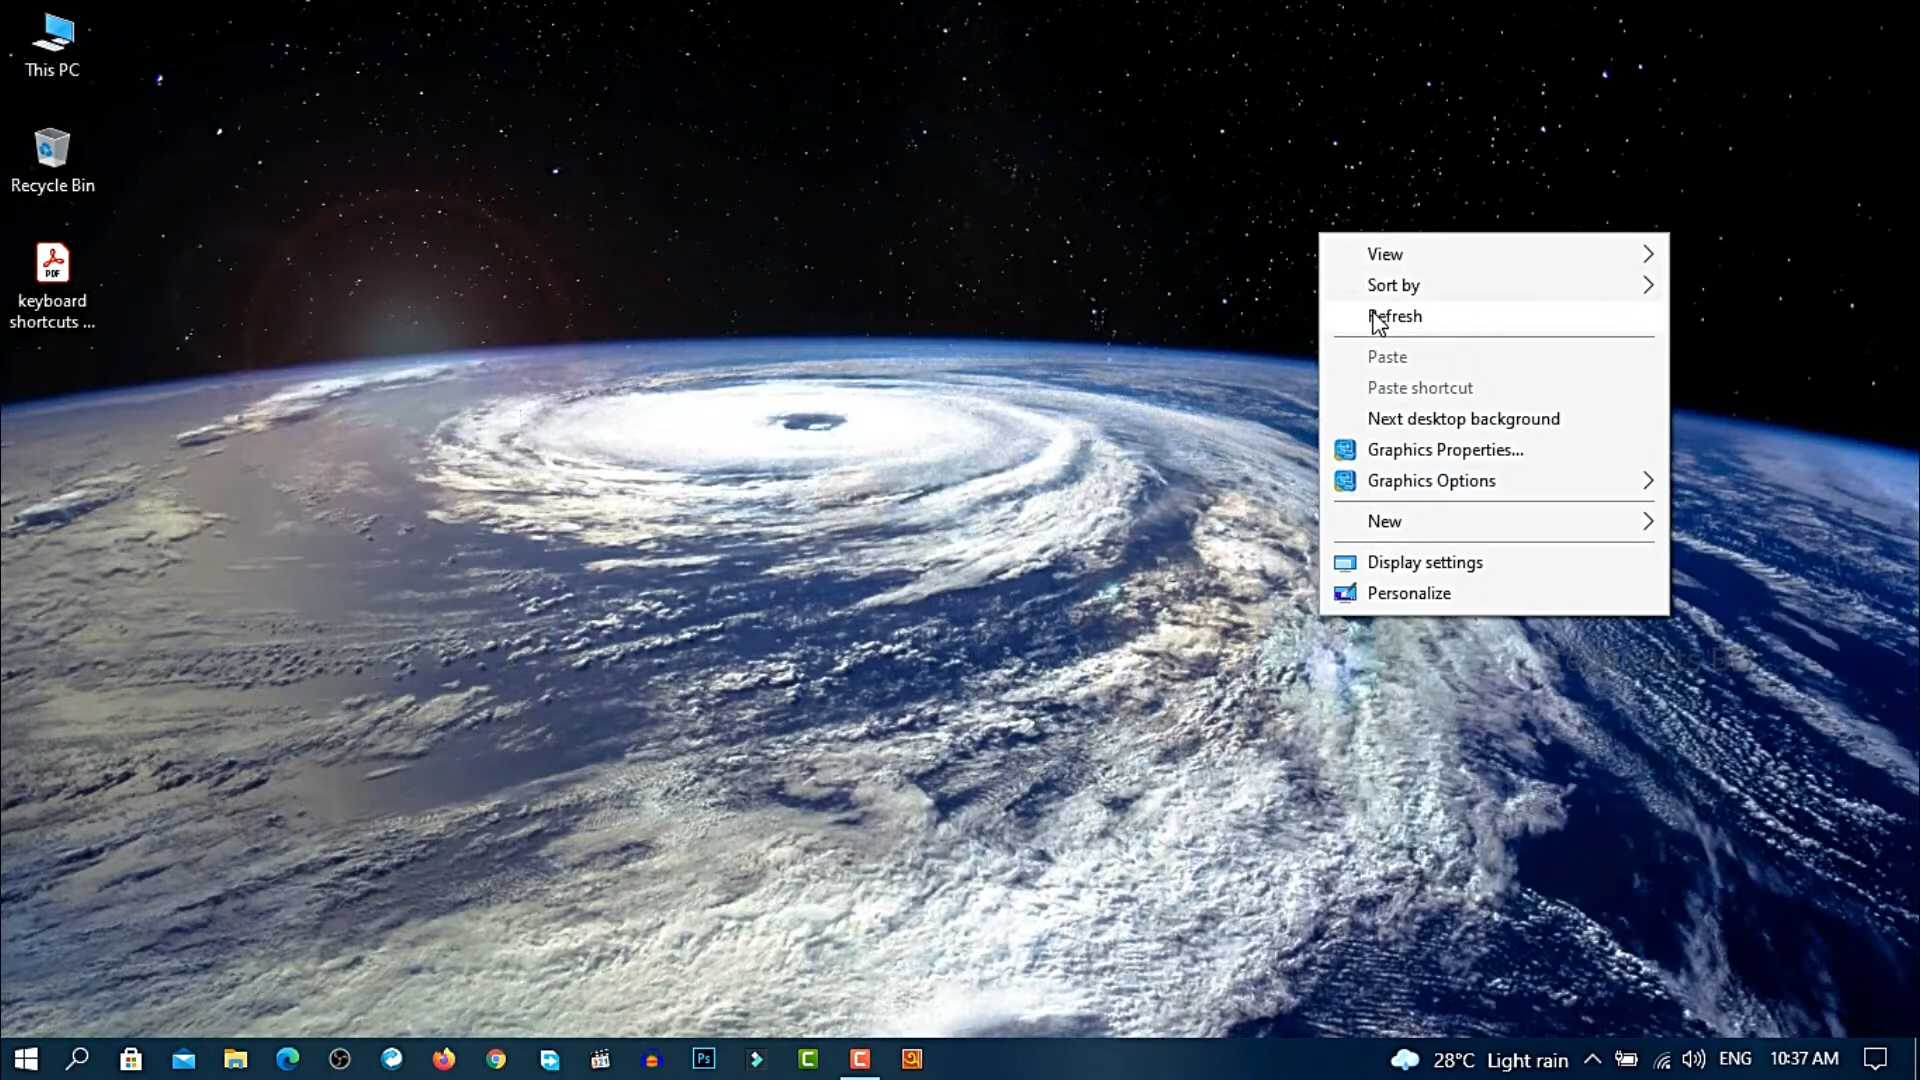 This PC
Recycle Bin
PDF
keyboard
shortcuts ...
View
Sort by
Refresh
Paste
Paste shortcut
Next desktop background
Graphics Properties...
Graphics Options
New
Display settings
Personalize
Ps
C
C
28°C Light rain
ENG
10:37 AM